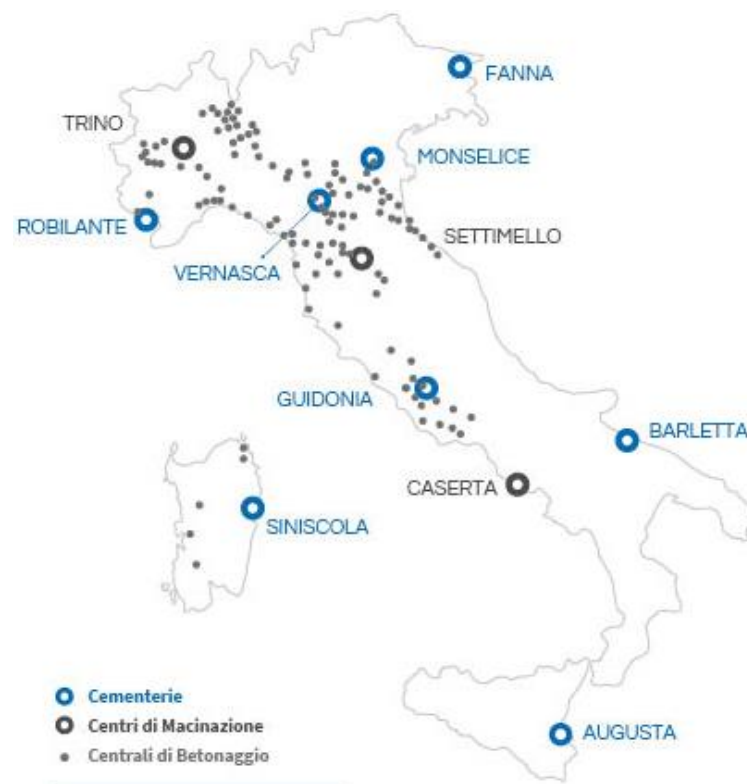 FANNA
TRINO
MONSELICE
ROBILANTE
SETTIMELLO
VERNASCA
GUIDONIA
BARLETTA
CASERTA
SINISCOLA
Cementerie
Centri di Macinazione
Centrali di Betonaggio
AUGUSTA